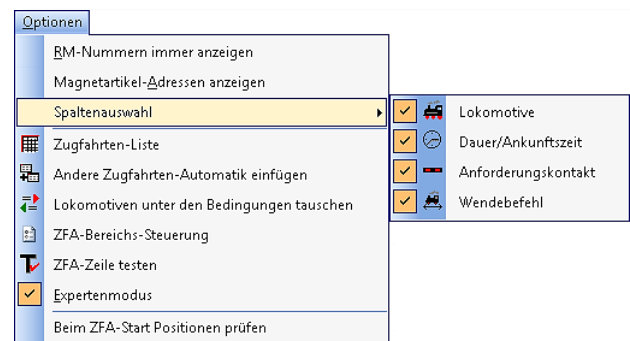 Optionen
RM-Nummern immer anzeigen
Magnetartikel-Adressen anzeigen
Spaltenauswahl
Lokomotive
Dauer/Ankunftszeit
Anforderungskontakt
Wendebefehl
Zugfahrten-Liste
Andere Zugfahrten-Automatik einfügen
Lokomotiven unter den Bedingungen tauschen
ZFA-Bereichs-Steuerung
ZFA-Zeile testen
Expertenmodus
Beim ZFA-Start Positionen prüfen